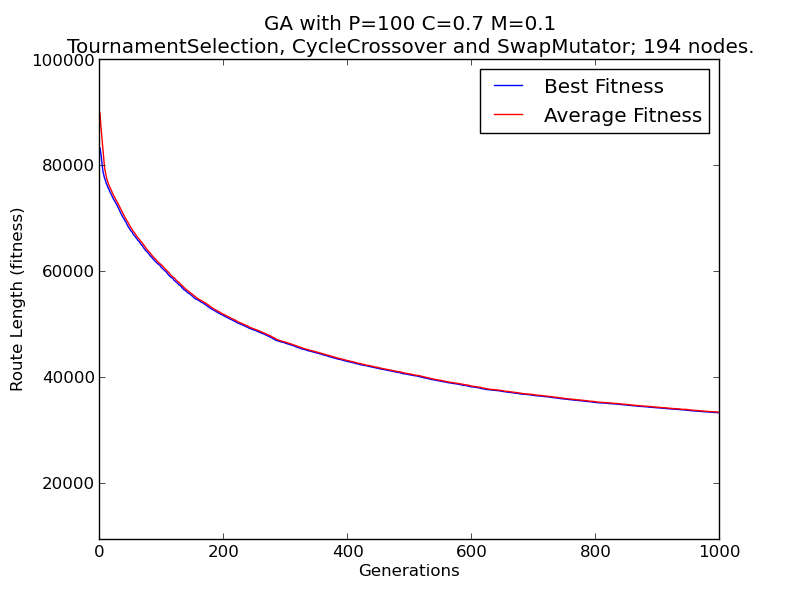 GA with P=100 C=0.7 M=0.1
TournamentSelection, CycleCrossover and SwapMutator; 194 nodes.
Best Fitness
Average Fitness
Route Length (fitness)
100000
80000
60000
40000
20000
0 200 400 600 800 1000
Generations